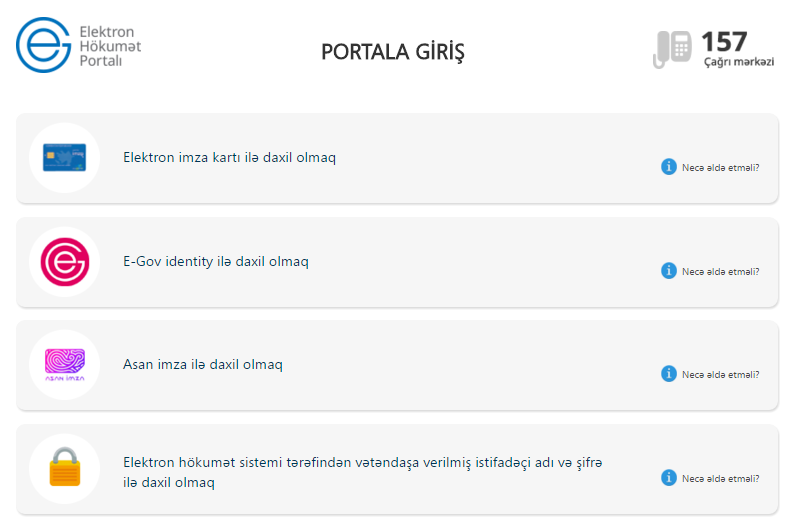 Elektron
Hökumət
Portalı
PORTALA GİRİŞ
157
Çağrı mərkəzi
Elektron imza kartı ilə daxil olmaq
Necə əldə etməli?
E-Gov identity ilə daxil olmaq
Necə əldə etməli?
ASAN IMZA
Asan imza ilə daxil olmaq
Necə əldə etməli?
Elektron hökumət sistemi tərəfindən vətəndaşa verilmiş istifadəçi adı və şifrə
ilə daxil olmaq
Necə əldə etməli?